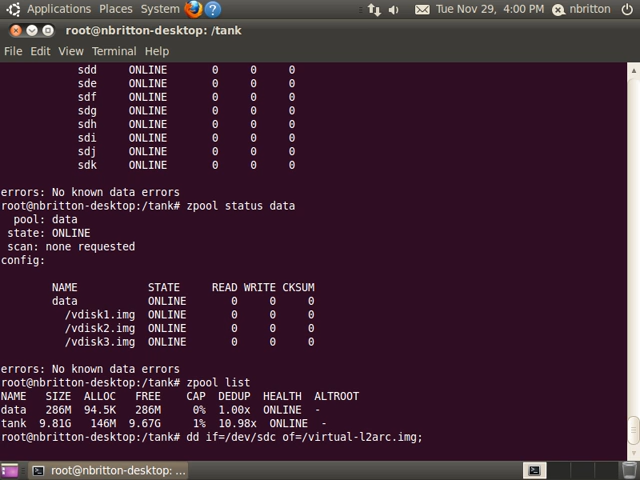 Applications Places System ? Tue Nov 29, 4:00 PM nbritton
root@nbritton-desktop: /tank
File Edit View Terminal Help
sdd ONLINE 0 0 0
sde ONLINE 0 0 0
sdf ONLINE 0 0 0
sdg ONLINE 0 0 0
sdh ONLINE 0 0 0
sdi ONLINE 0 0 0
sdj ONLINE 0 0 0
sdk ONLINE 0 0 0
errors: No known data errors
root@nbritton-desktop:/tank# zpool status data
pool: data
state: ONLINE
scan: none requested
config:
NAME STATE READ WRITE CKSUM
data ONLINE 0 0 0
/vdisk1.img ONLINE 0 0 0
/vdisk2.img ONLINE 0 0 0
/vdisk3.img ONLINE 0 0 0
errors: No known data errors
root@nbritton-desktop:/tank# zpool list
NAME SIZE ALLOC FREE CAP DEDUP HEALTH ALTROOT
data 286M 94.5K 286M 0% 1.00x ONLINE -
tank 9.81G 146M 9.67G 1% 10.98x ONLINE -
root@nbritton-desktop:/tank# dd if=/dev/sdc of=/virtual-l2arc.img;
root@nbritton-desktop: ...